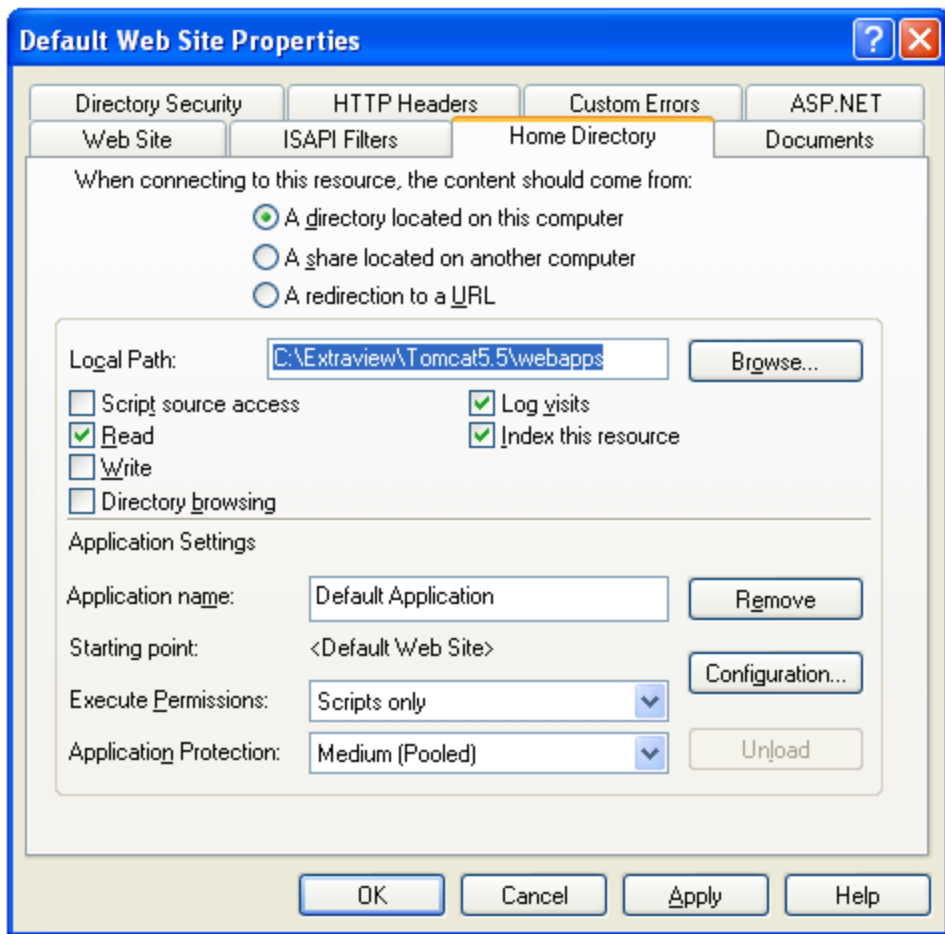 Default Web Site Properties
Directory Security HTTP Headers Custom Errors ASP.NET
Web Site ISAPI Filters Home Directory Documents
When connecting to this resource, the content should come from:
A directory located on this computer
A share located on another computer
A redirection to a URL
Local Path: C:\Extraview\Tomcat5.5\webapps Browse...
Script source access Log visits
Read Index this resource
Write
Directory browsing
Application Settings
Application name: Default Application Remove
Starting point: <Default Web Site>
Configuration...
Execute Permissions: Scripts only
Application Protection: Medium (Pooled) Unload
OK Cancel Apply Help